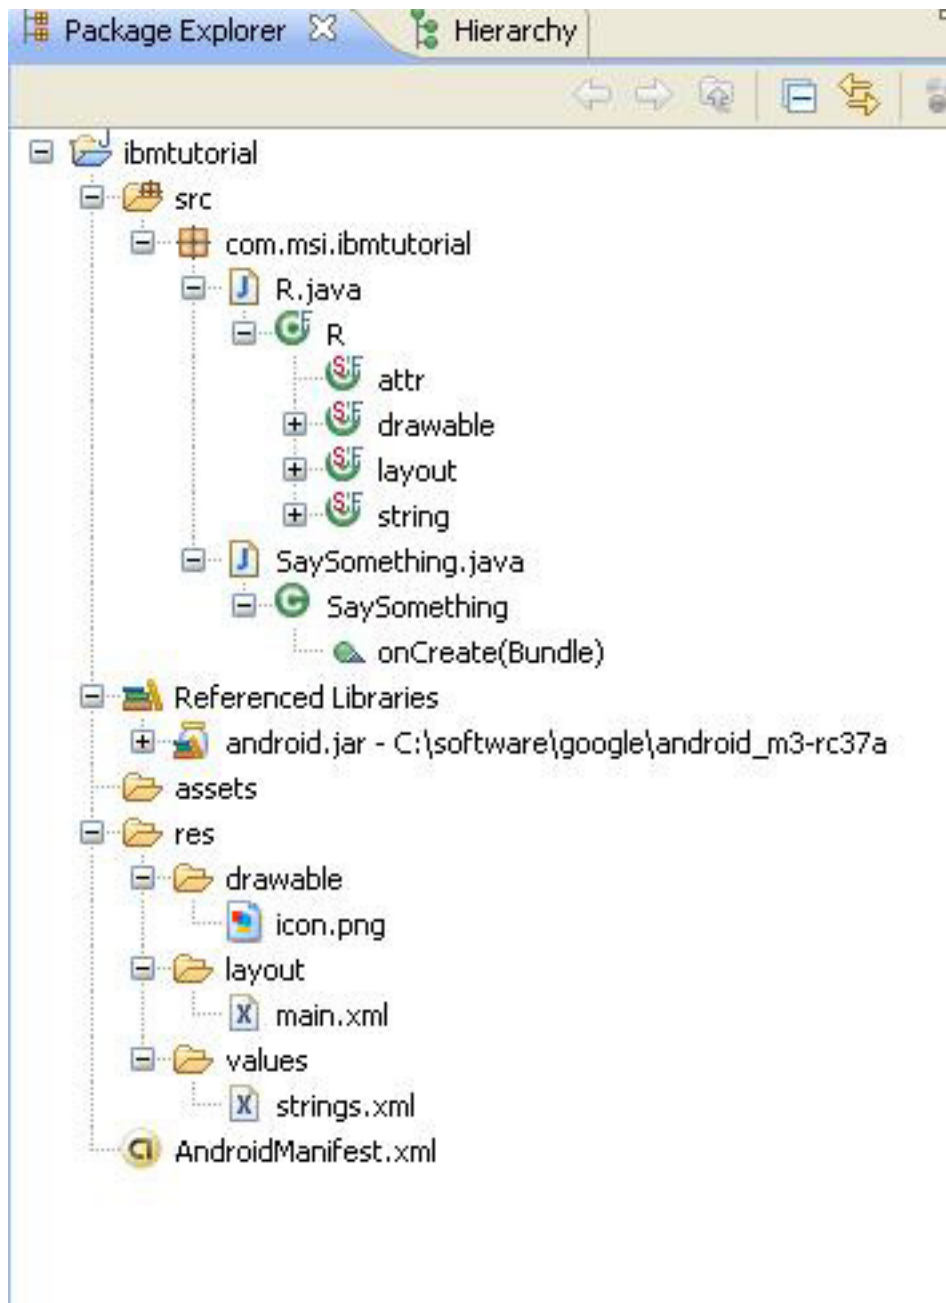 Package Explorer Hierarchy
ibmtutorial
src
com.msi.ibmtutorial
R.java
R
attr
drawable
layout
string
SaySomething.java
SaySomething
onCreate(Bundle)
Referenced Libraries
android.jar - C:\software\google\android_m3-rc37a
assets
res
drawable
icon.png
layout
main.xml
values
strings.xml
AndroidManifest.xml